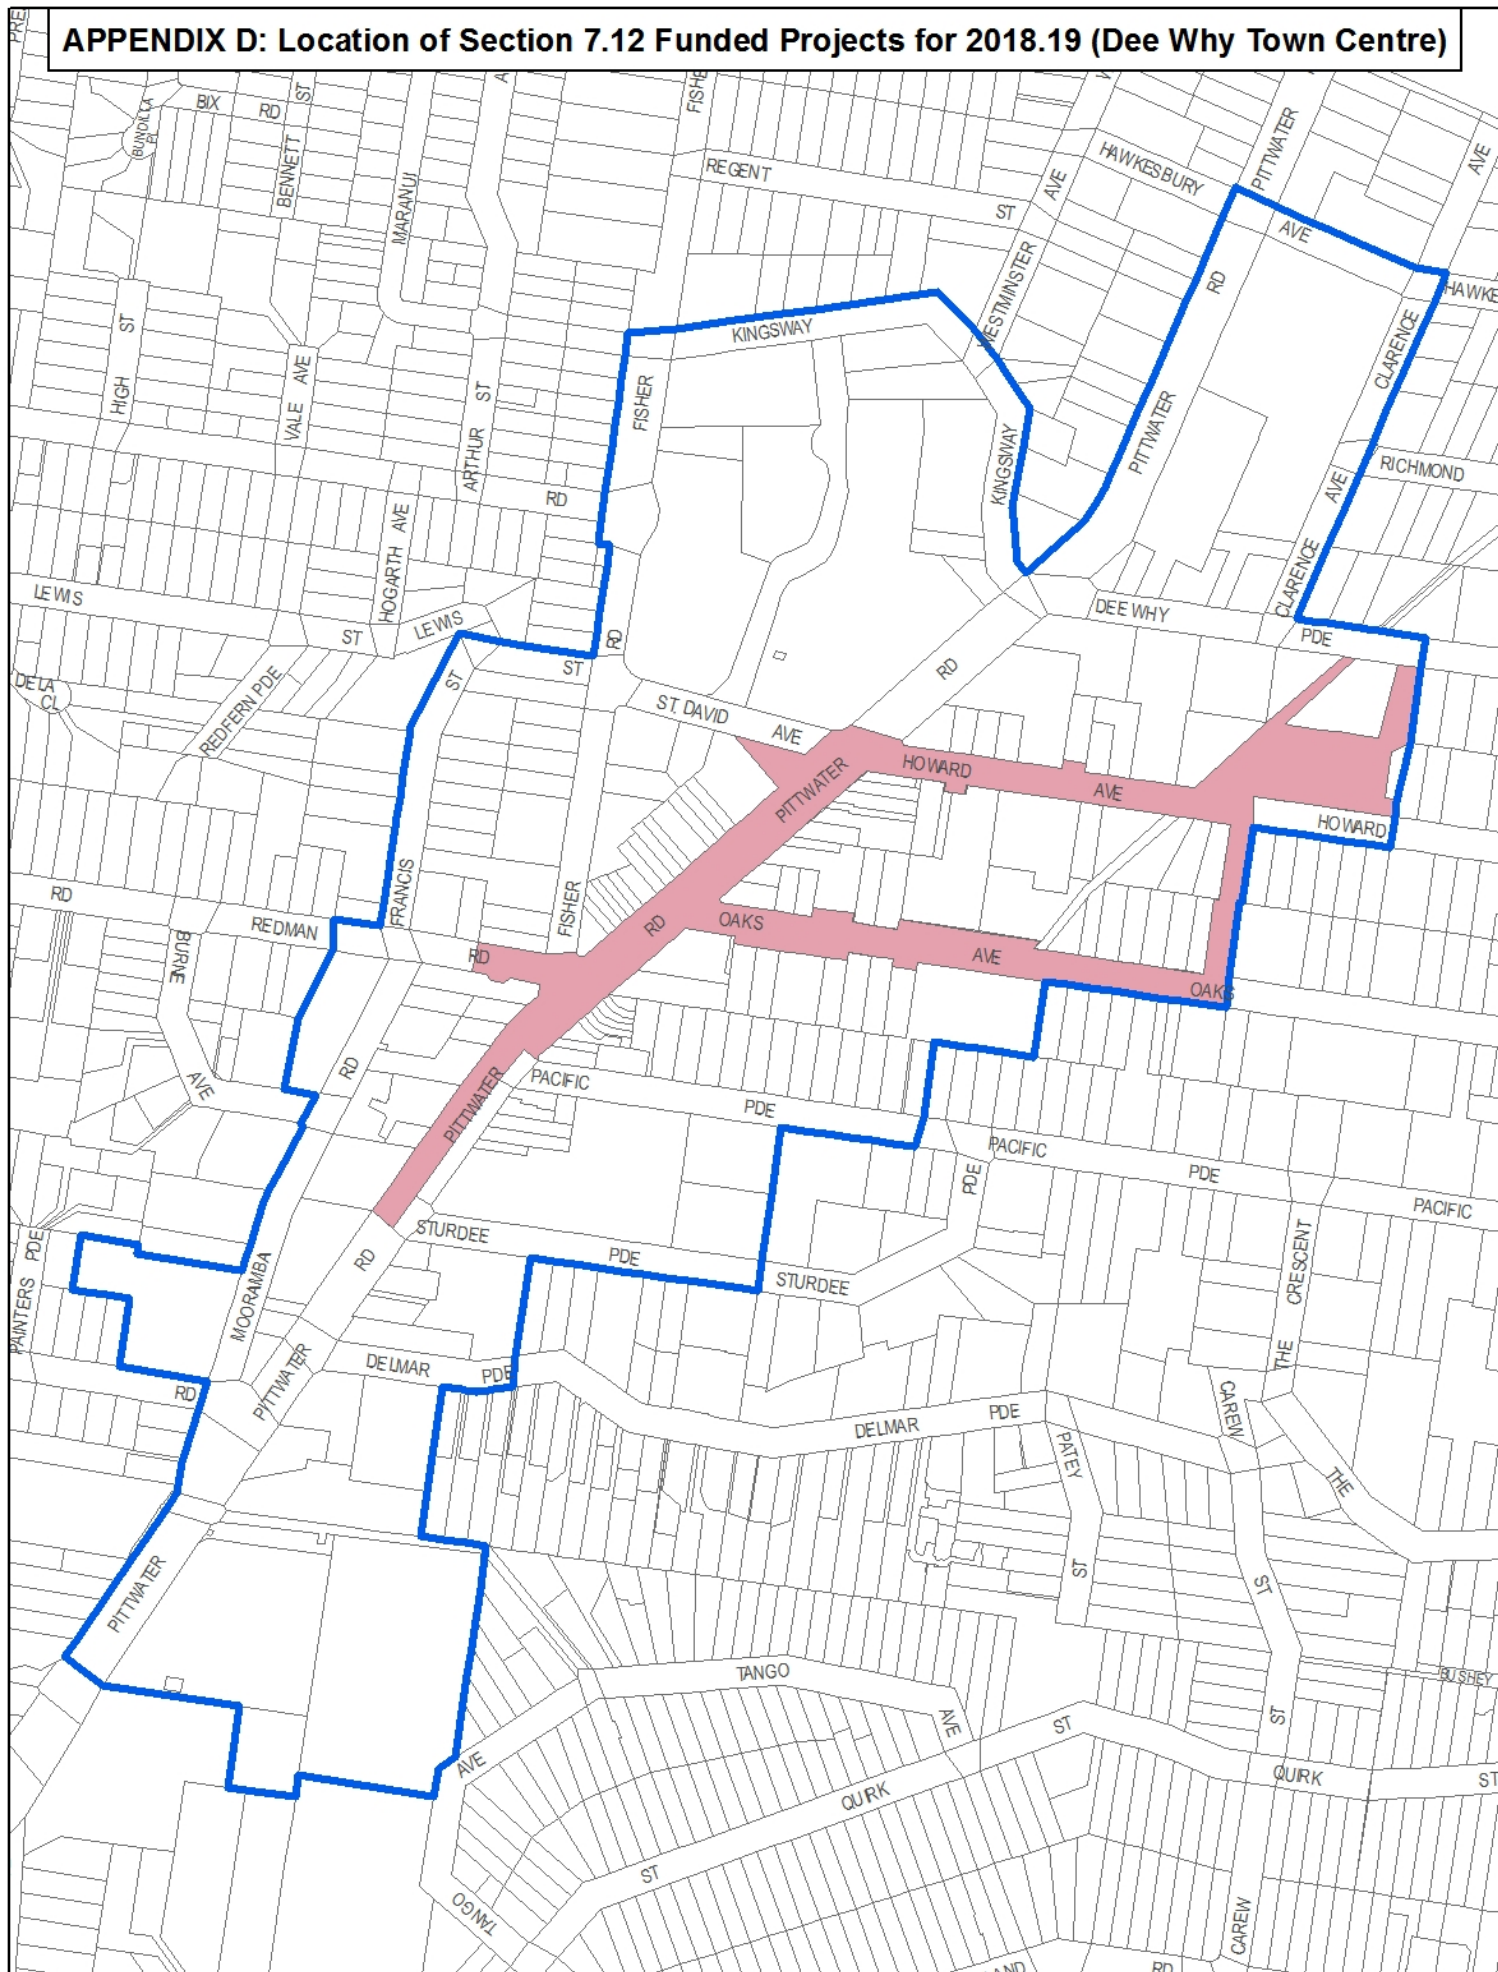 APPENDIX D: Location of Section 7.12 Funded Projects for 2018.19 (Dee Why Town Centre)
BIX
RD
ST
BUNDILLA
PL
BENNETT
MARANUI
REGENT
ST
AVE
HAWKESBURY
PITTWATER
AVE
AVE
HIGH
ST
VALE
AVE
ARTHUR
ST
FISHER
KINGSWAY
WESTMINSTER
RD
CLARENCE
KINGSWAY
PITTWATER
RICHMOND
AVE
RD
HOGARTH
AVE
CLARENCE
LEWIS
ST
LEWIS
ST
RD
DEE WHY
PDE
DELA
CL
REDFERN PDE
ST
ST. DAVID
AVE
RD
HOWARD
AVE
PITTWATER
HOWARD
RD
REDMAN
FRANCIS
FISHER
RD
RD
OAKS
AVE
OAKS
BURNE
AVE
RD
PITTWATER
PACIFIC
PDE
PACIFIC
PDE
PDE
PACIFIC
PAINTERS
PDE
MOORAMBA
RD
STURDEE
PDE
STURDEE
CRESCENT
THE
RD
PITTWATER
DELMAR
PDE
DELMAR
PDE
PATEY
ST
CAREW
ST
THE
PITTWATER
TANGO
AVE
AVE
ST
QUIRK
ST
BUSHEY
QUIRK
ST
ST
TANGO
CAREW
RD